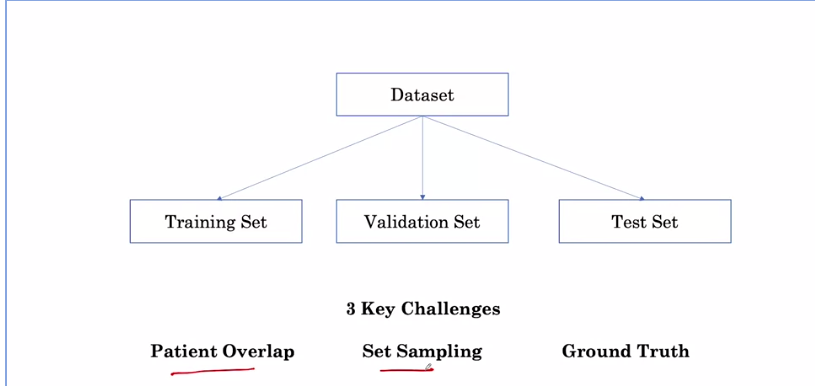 Dataset
Training Set
Validation Set
Test Set
3 Key Challenges
Patient Overlap
Set Sampling
Ground Truth